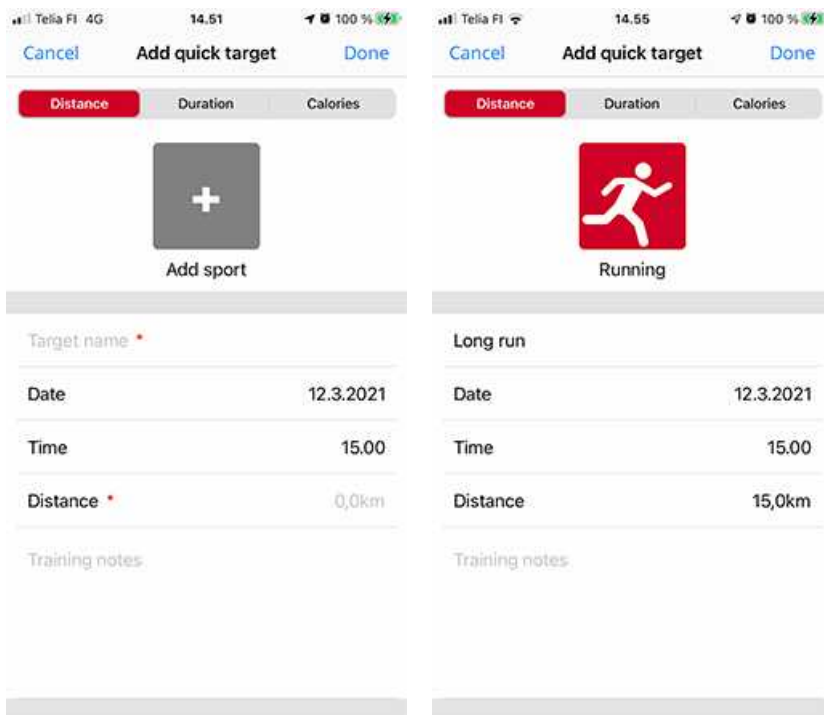 Telia FI 4G 14.51 100 %
Cancel Add quick target Done
Distance Duration Calories
+
Add sport
Target name *
Date 12.3.2021
Time 15.00
Distance * 0,0km
Training notes
Telia FI 14.55 100 %
Cancel Add quick target Done
Distance Duration Calories
Running
Long run
Date 12.3.2021
Time 15.00
Distance 15,0km
Training notes